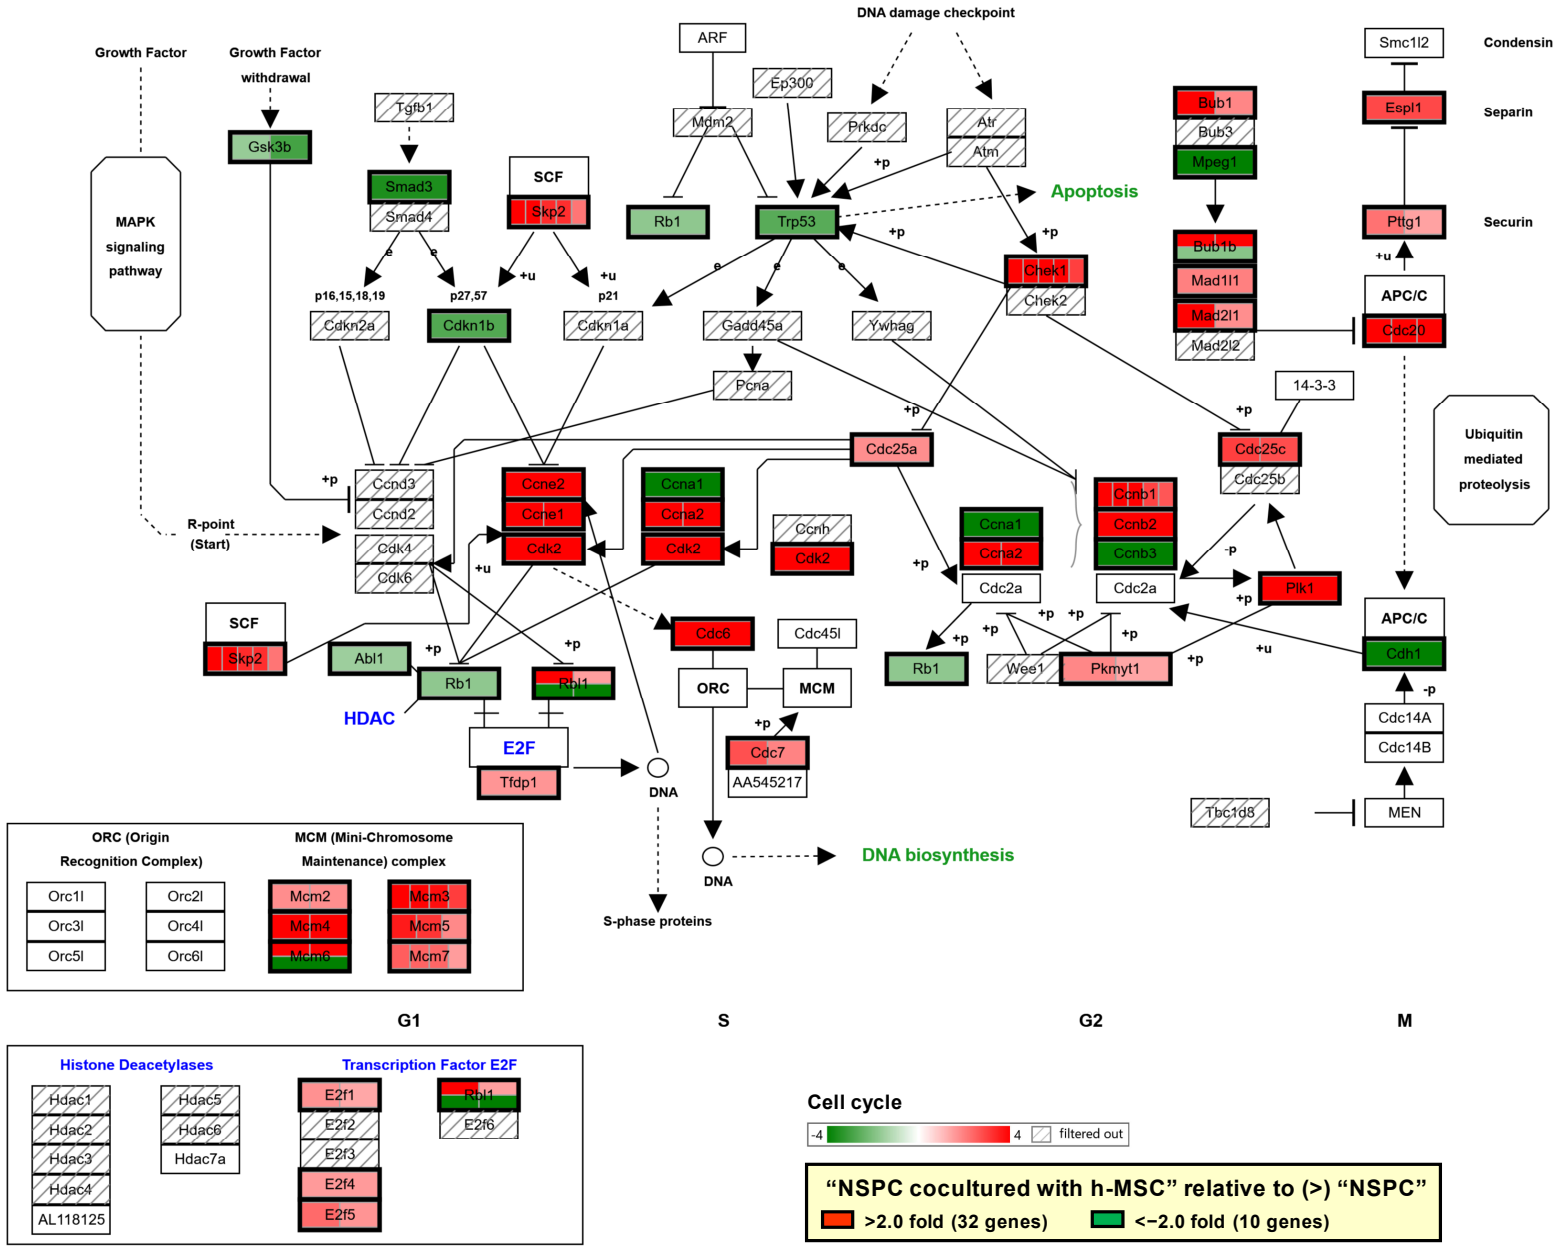 DNA damage checkpoint
Growth Factor
Growth Factor
withdrawal
ARF
Smc1l2
Condensin
Tgfb1
Ep300
Mdm2
Prkdc
Atr
Atm
Bub1
Bub3
Mpeg1
Espl1
Separin
Gsk3b
Smad3
Smad4
SCF
Skp2
+p
Apoptosis
MAPK
signaling
pathway
Rb1
Trp53
+p
+p
Pttg1
Securin
e
e
+u
+u
e
e
e
Chek1
Chek2
Bub1b
Mad1l1
Mad2l1
Mad2l2
+u
APC/C
Cdc20
p16,15,18,19
p27,57
p21
Cdkn2a
Cdkn1b
Cdkn1a
Gadd45a
Ywhag
Pcna
14-3-3
+p
+p
Cdc25a
Cdc25c
Cdc25b
Ubiquitin
mediated
proteolysis
+p
Ccnd3
Ccnd2
Cdk4
Cdk6
Ccne2
Ccne1
Cdk2
Ccna1
Ccna2
Cdk2
Ccnh
Cdk2
Ccna1
Ccna2
Cdc2a
Ccnb1
Ccnb2
Ccnb3
Cdc2a
R-point
(Start)
+u
+p
-p
+p
Plk1
SCF
Skp2
Abl1
+p
+p
Rb1
Rbl1
Cdc6
Cdc45l
ORC
MCM
+p
+p
+p
+p
+p
+p
+u
Rb1
Wee1
Pkmyt1
APC/C
Cdh1
-p
HDAC
E2F
Tfdp1
+p
Cdc7
AA545217
Cdc14A
Cdc14B
DNA
Tbc1d8
MEN
DNA biosynthesis
DNA
S-phase proteins
ORC (Origin
Recognition Complex)
MCM (Mini-Chromosome
Maintenance) complex
Orc1l
Orc2l
Mcm2
Mcm3
Orc3l
Orc4l
Mcm4
Mcm5
Orc5l
Orc6l
Mcm6
Mcm7
G1
S
G2
M
Histone Deacetylases
Transcription Factor E2F
Hdac1
Hdac5
E2f1
Rbl1
Hdac2
Hdac6
E2f2
E2f6
Hdac3
Hdac7a
E2f3
Hdac4
E2f4
AL118125
E2f5
Cell cycle
-4
4
filtered out
“NSPC cocultured with h-MSC” relative to (>) “NSPC”
>2.0 fold (32 genes)
<−2.0 fold (10 genes)